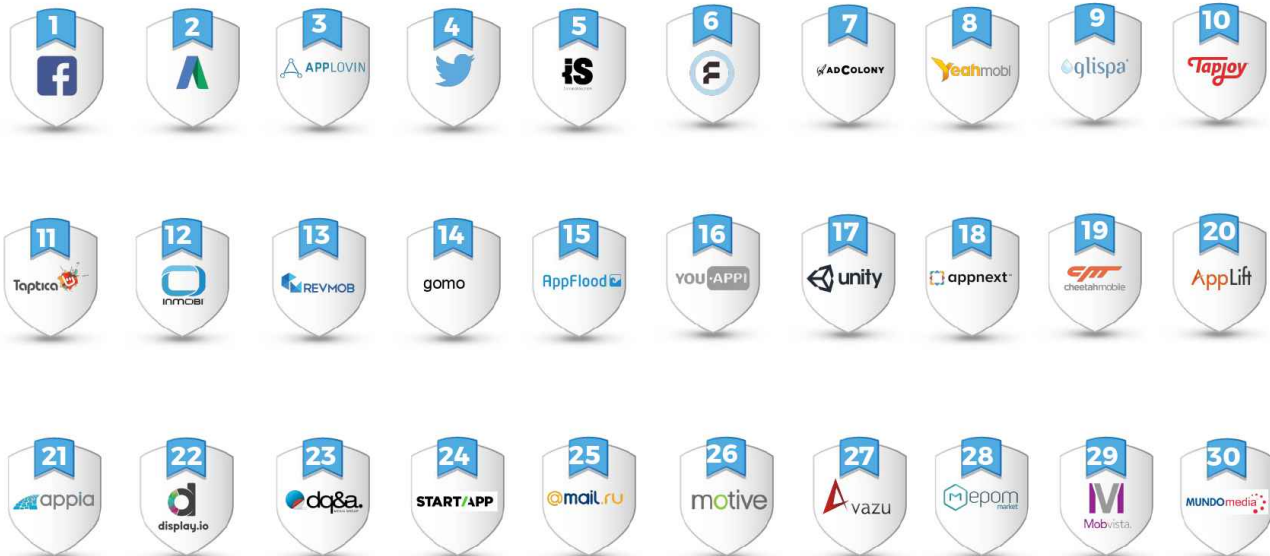 1 2 3 4 5 6 7 8 9 10
f APPLOVIN iS F ADCOLONY Yeahmobi glispa Tapjoy
11 12 13 14 15 16 17 18 19 20
Taptica INMOBI REVMOB gomo AppFlood YOU·APPI unity appnext cheetahmobile AppLift
21 22 23 24 25 26 27 28 29 30
appia d display.io dq&a. START/APP @mail.ru motive Avazu epom market Mobvista. MUNDOmedia